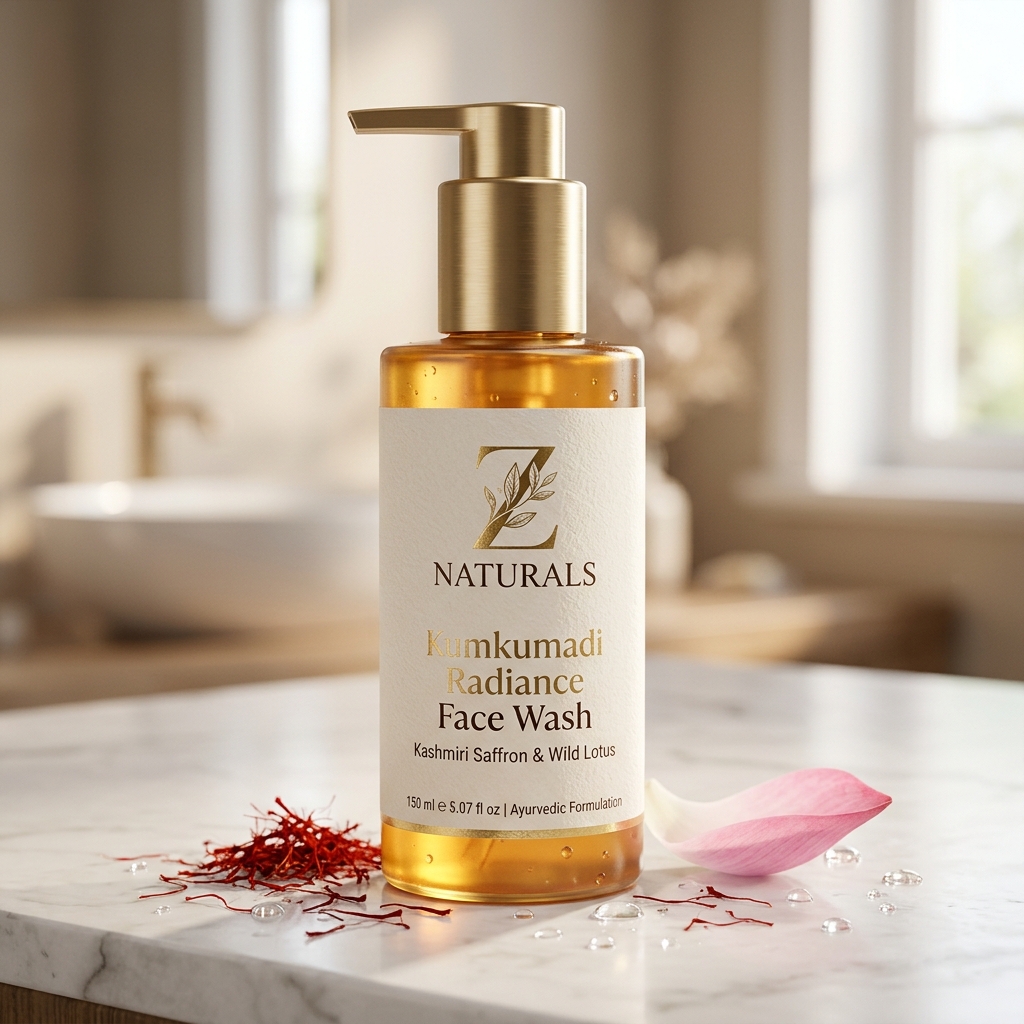 Z
NATURALS
Kumkumadi
Radiance
Face Wash
Kashmiri Saffron & Wild Lotus
150 ml ℮ 5.07 fl oz | Ayurvedic Formulation